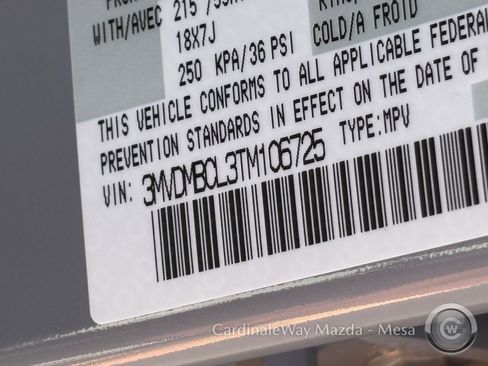 WITH/AVEC 215 /55R
18X7J
250 KPA/36 PSI COLD/A FROID
THIS VEHICLE CONFORMS TO ALL APPLICABLE FEDERAL
PREVENTION STANDARDS IN EFFECT ON THE DATE OF
VIN: 3MVDMBCL3TM106725 TYPE:MPV
CardinaleWay Mazda - Mesa
CW